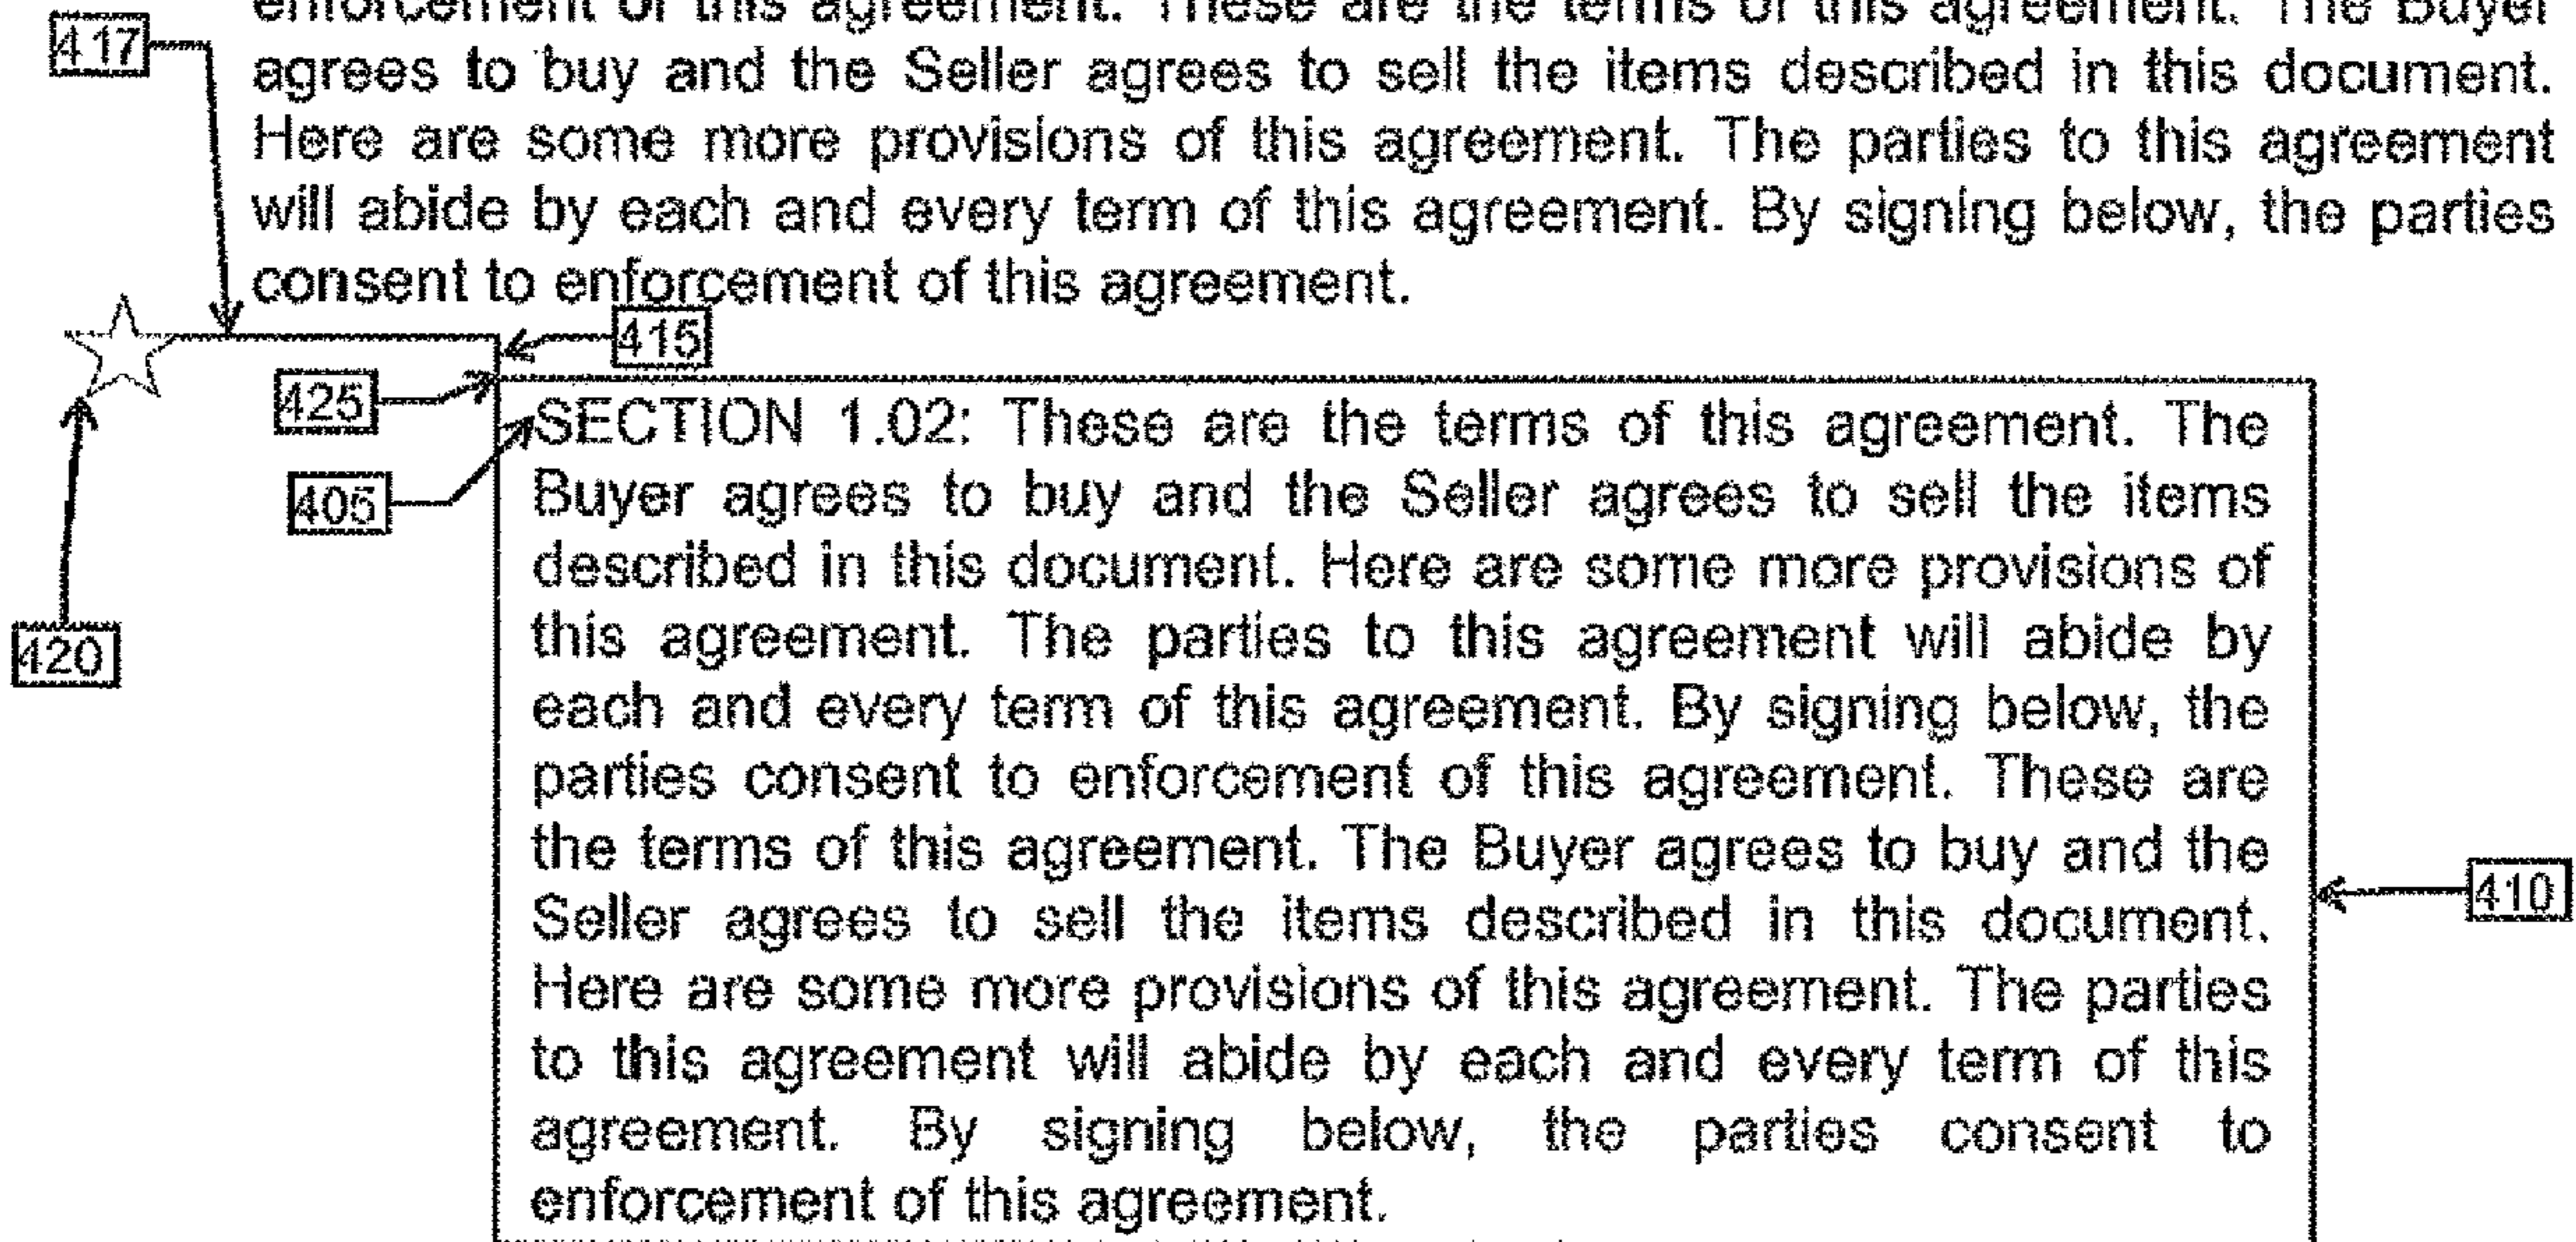 enforcement of this agreement. These are the terms of this agreement. The Buyer
417
agrees to buy and the Seller agrees to sell the items described in this document.
Here are some more provisions of this agreement. The parties to this agreement
will abide by each and every term of this agreement. By signing below, the parties
consent to enforcement of this agreement.
415
425
SECTION 1.02: These are the terms of this agreement. The
405
Buyer agrees to buy and the Seller agrees to sell the items
described in this document. Here are some more provisions of
this agreement. The parties to this agreement will abide by
420
each and every term of this agreement. By signing below, the
parties consent to enforcement of this agreement. These are
the terms of this agreement. The Buyer agrees to buy and the
410
Seller agrees to sell the items described in this document.
Here are some more provisions of this agreement. The parties
to this agreement will abide by each and every term of this
agreement. By signing below, the parties consent to
enforcement of this agreement.